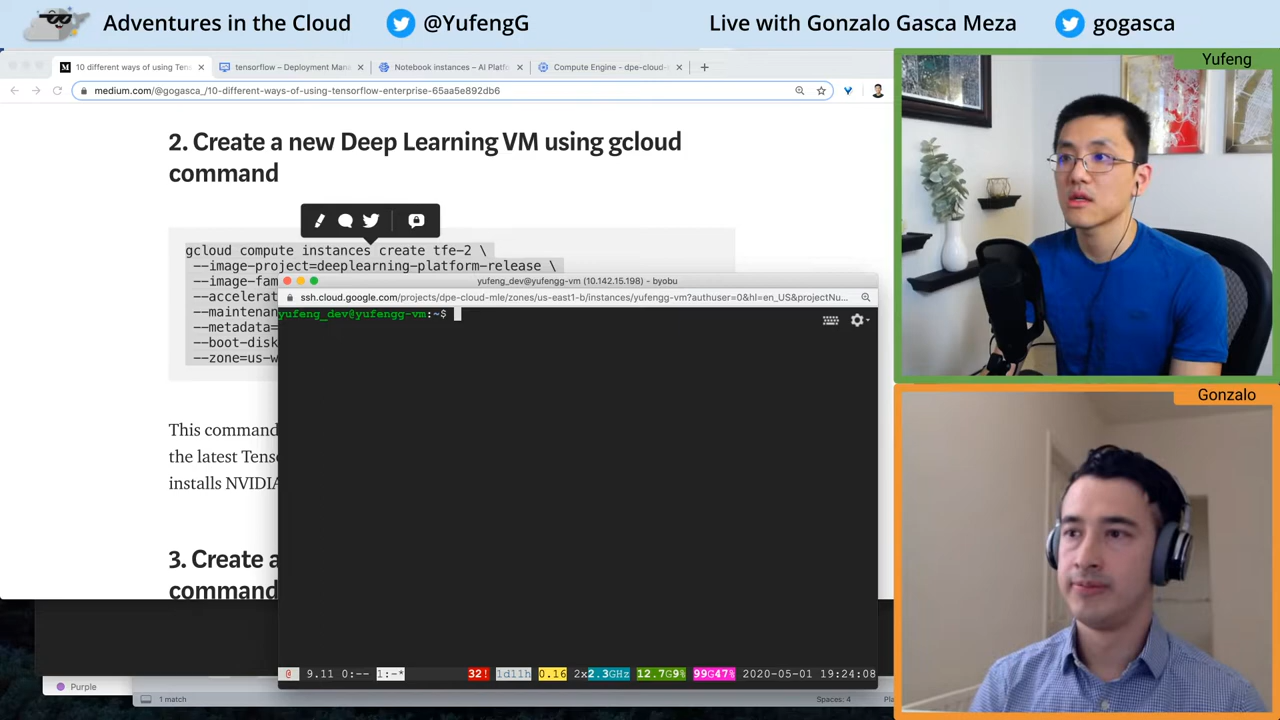 Adventures in the Cloud
@YufengG
Live with Gonzalo Gasca Meza
gogasca
10 different ways of using Tens
tensorflow – Deployment Mana
Notebook instances – AI Platfo
Compute Engine - dpe-cloud-
medium.com/@gogasca_/10-different-ways-of-using-tensorflow-enterprise-65aa5e892db6
Yufeng
2. Create a new Deep Learning VM using gcloud
command
gcloud compute instances create tfe-2 \
--image-project=deeplearning-platform-release \
--image-fam
--accelerat
--maintenan
--metadata=
--boot-disk
--zone=us-w
yufeng_dev@yufengg-vm (10.142.15.198) - byobu
ssh.cloud.google.com/projects/dpe-cloud-mle/zones/us-east1-b/instances/yufengg-vm?authuser=0&hl=en_US&projectNu...
yufeng_dev@yufengg-vm:~$
Gonzalo
This command
the latest Tenso
installs NVIDIA
3. Create a
command
@ 9.11 0:-- 1:-* 32! 1d11h 0.16 2x2.3GHz 12.7G9% 99G47% 2020-05-01 19:24:08
Purple
1 match
Spaces: 4